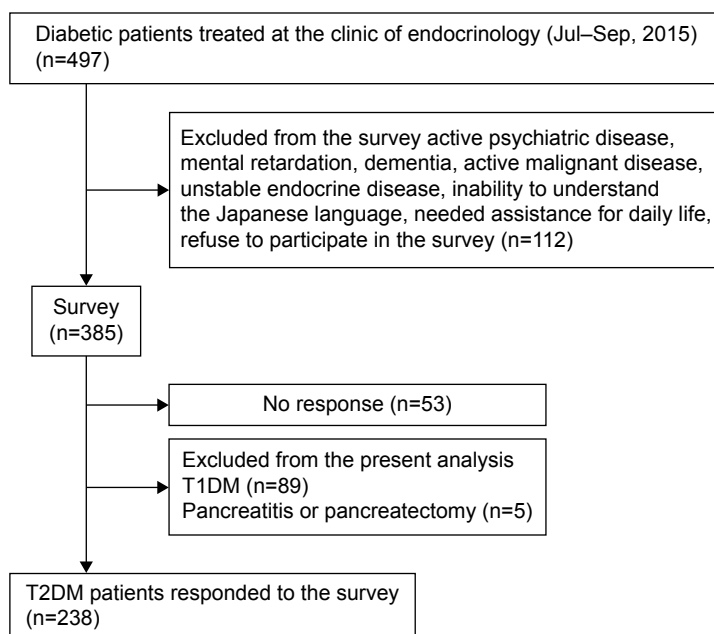 Diabetic patients treated at the clinic of endocrinology (Jul–Sep, 2015)
(n=497)
Excluded from the survey active psychiatric disease,
mental retardation, dementia, active malignant disease,
unstable endocrine disease, inability to understand
the Japanese language, needed assistance for daily life,
refuse to participate in the survey (n=112)
Survey
(n=385)
No response (n=53)
Excluded from the present analysis
T1DM (n=89)
Pancreatitis or pancreatectomy (n=5)
T2DM patients responded to the survey
(n=238)